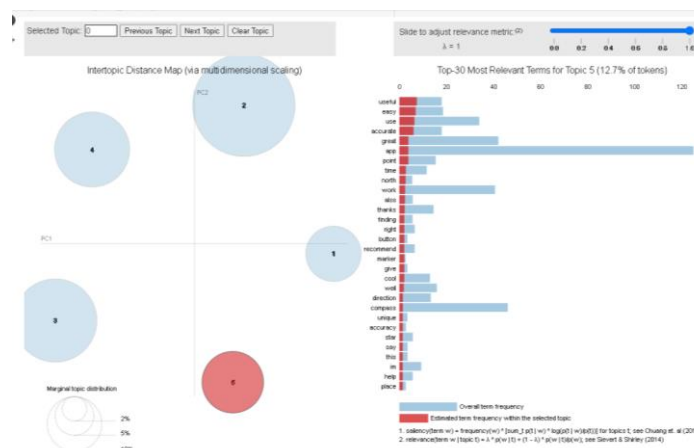 Selected Topic: 0 Previous Topic Next Topic Clear Topic
Slide to adjust relevance metric:(2)
λ = 1
0.0 0.2 0.4 0.6 0.8 1.0
Intertopic Distance Map (via multidimensional scaling)
PC2
PC1
2
4
1
3
5
Marginal topic distribution
2%
5%
Top-30 Most Relevant Terms for Topic 5 (12.7% of tokens)
0 20 40 60 80 100 120
useful
easy
use
accurate
great
app
point
time
north
work
also
thanks
finding
right
button
recommend
marker
give
cool
well
direction
compass
unique
accuracy
star
say
this
im
help
place
Overall term frequency
Estimated term frequency within the selected topic
1. saliency(term w) = frequency(w) * [sum_t p(t | w) * log(p(t | w)/p(t))] for topics t; see Chuang et. al (20
2. relevance(term w | topic t) = λ * p(w | t) + (1 - λ) * p(w | t)/p(w); see Sievert & Shirley (2014)